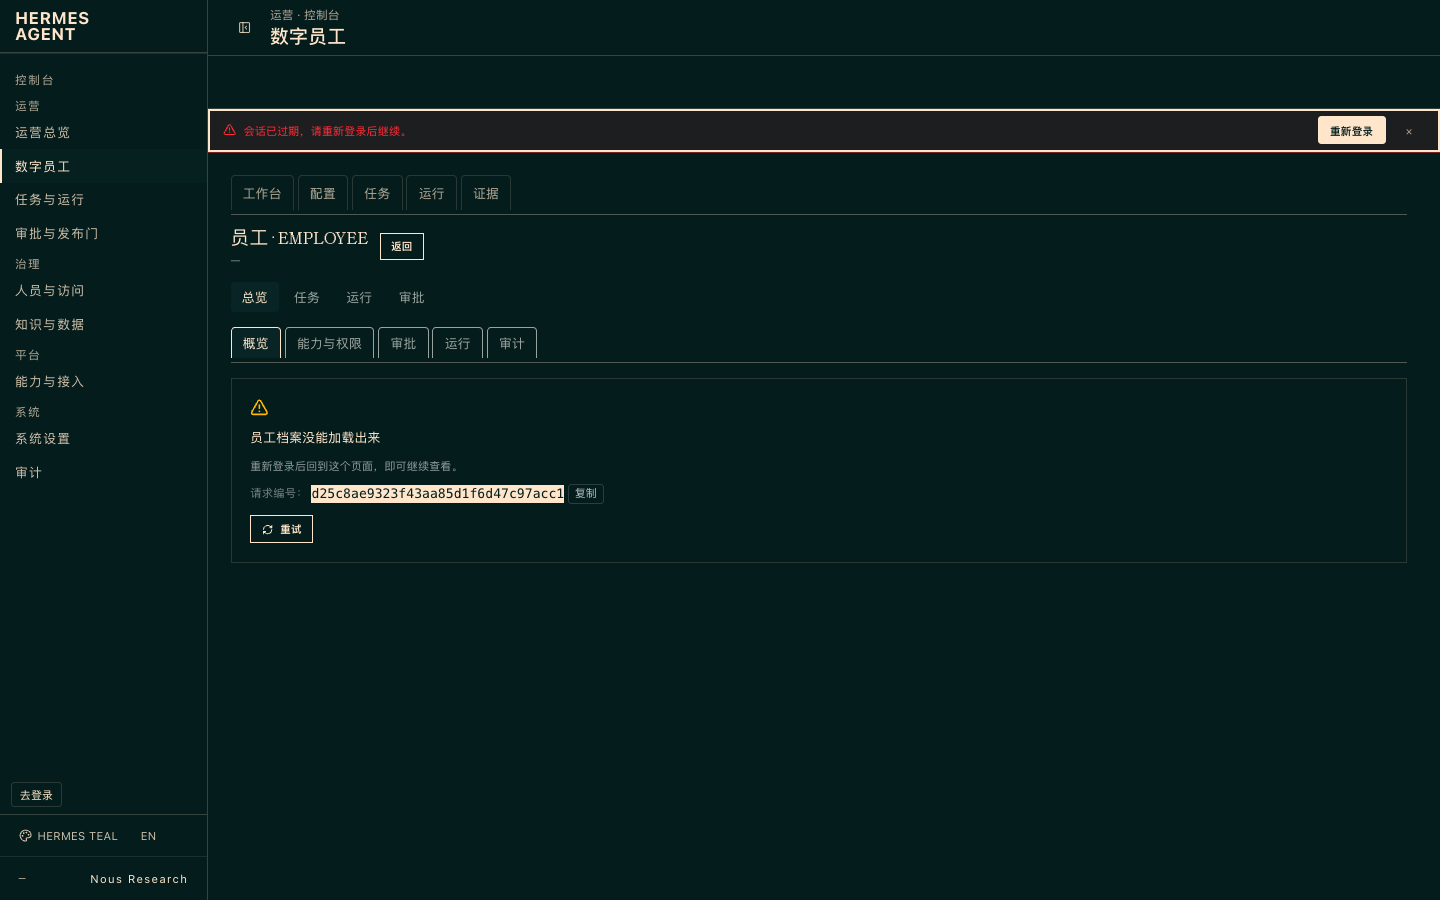 HERMES
AGENT
控制台
运营
运营总览
数字员工
任务与运行
审批与发布门
治理
人员与访问
知识与数据
平台
能力与接入
系统
系统设置
审计
去登录
HERMES TEAL EN
— Nous Research
运营 · 控制台
数字员工
会话已过期，请重新登录后继续。 重新登录 ×
工作台 配置 任务 运行 证据
员工 · EMPLOYEE 返回
—
总览 任务 运行 审批
概览 能力与权限 审批 运行 审计
员工档案没能加载出来
重新登录后回到这个页面，即可继续查看。
请求编号： d25c8ae9323f43aa85d1f6d47c97acc1 复制
重试